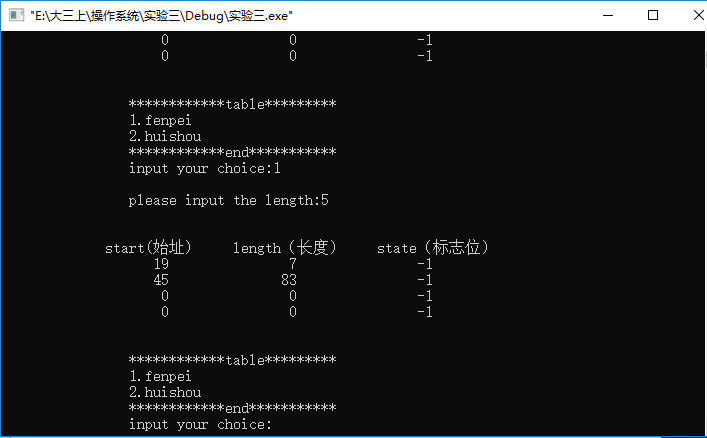 "E:\大三上\操作系统\实验三\Debug\实验三.exe"
0 0 -1
0 0 -1
************table*********
1.fenpei
2.huishou
************end***********
input your choice:1
please input the length:5
start(始址) length（长度） state（标志位）
19 7 -1
45 83 -1
0 0 -1
0 0 -1
************table*********
1.fenpei
2.huishou
************end***********
input your choice: